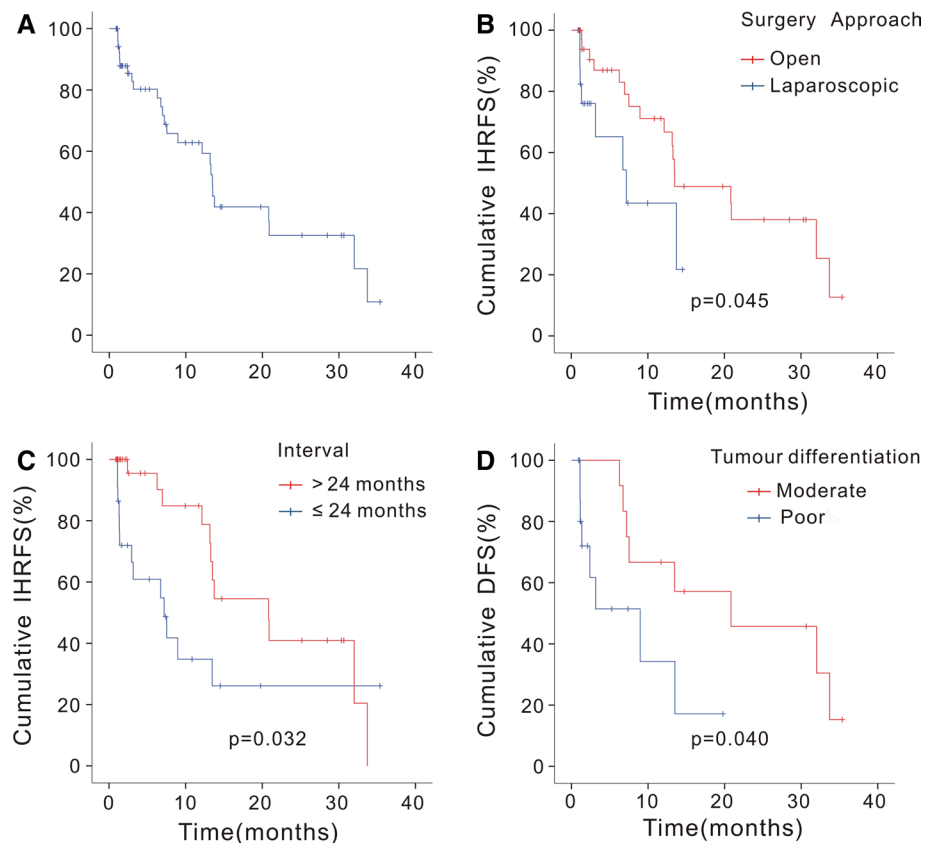 A
100
80
60
40
20
0
0 10 20 30 40
B
Surgery Approach
Open
Laparoscopic
Cumulative IHRFS(%)
100
80
60
40
20
0
p=0.045
0 10 20 30 40
Time(months)
C
Interval
> 24 months
≤ 24 months
Cumulative IHRFS(%)
100
80
60
40
20
0
p=0.032
0 10 20 30 40
Time(months)
D
Tumour differentiation
Moderate
Poor
Cumulative DFS(%)
100
80
60
40
20
0
p=0.040
0 10 20 30 40
Time(months)